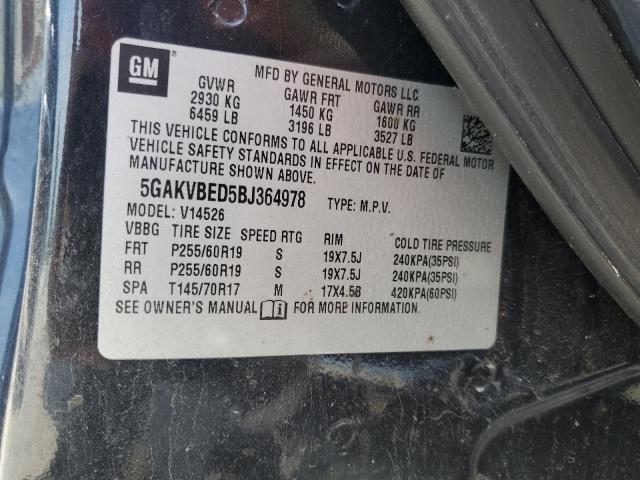 GM
MFD BY GENERAL MOTORS LLC
GVWR GAWR FRT GAWR RR
2930 KG 1450 KG 1600 KG
6459 LB 3196 LB 3527 LB
THIS VEHICLE CONFORMS TO ALL APPLICABLE U.S. FEDERAL MOTOR
VEHICLE SAFETY STANDARDS IN EFFECT ON THE DATE OF
MANUFACTURE SHOWN ABOVE.
5GAKVBED5BJ364978 TYPE: M.P.V.
MODEL: V14526
VBBG TIRE SIZE SPEED RTG RIM COLD TIRE PRESSURE
FRT P255/60R19 S 19X7.5J 240KPA(35PSI)
RR P255/60R19 S 19X7.5J 240KPA(35PSI)
SPA T145/70R17 M 17X4.5B 420KPA(60PSI)
SEE OWNER'S MANUAL FOR MORE INFORMATION